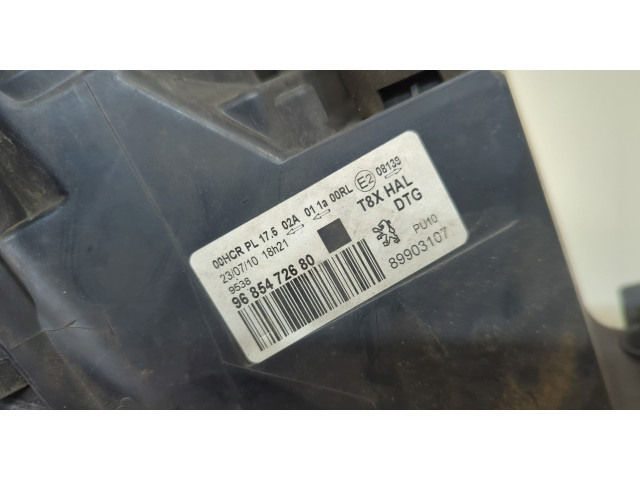 00HCR PL 17.5 02A 01 1a 00RL E2 08139
23/07/10 18h21
9538
96 854 726 80
T8X HAL
DTG
PU10
89903107